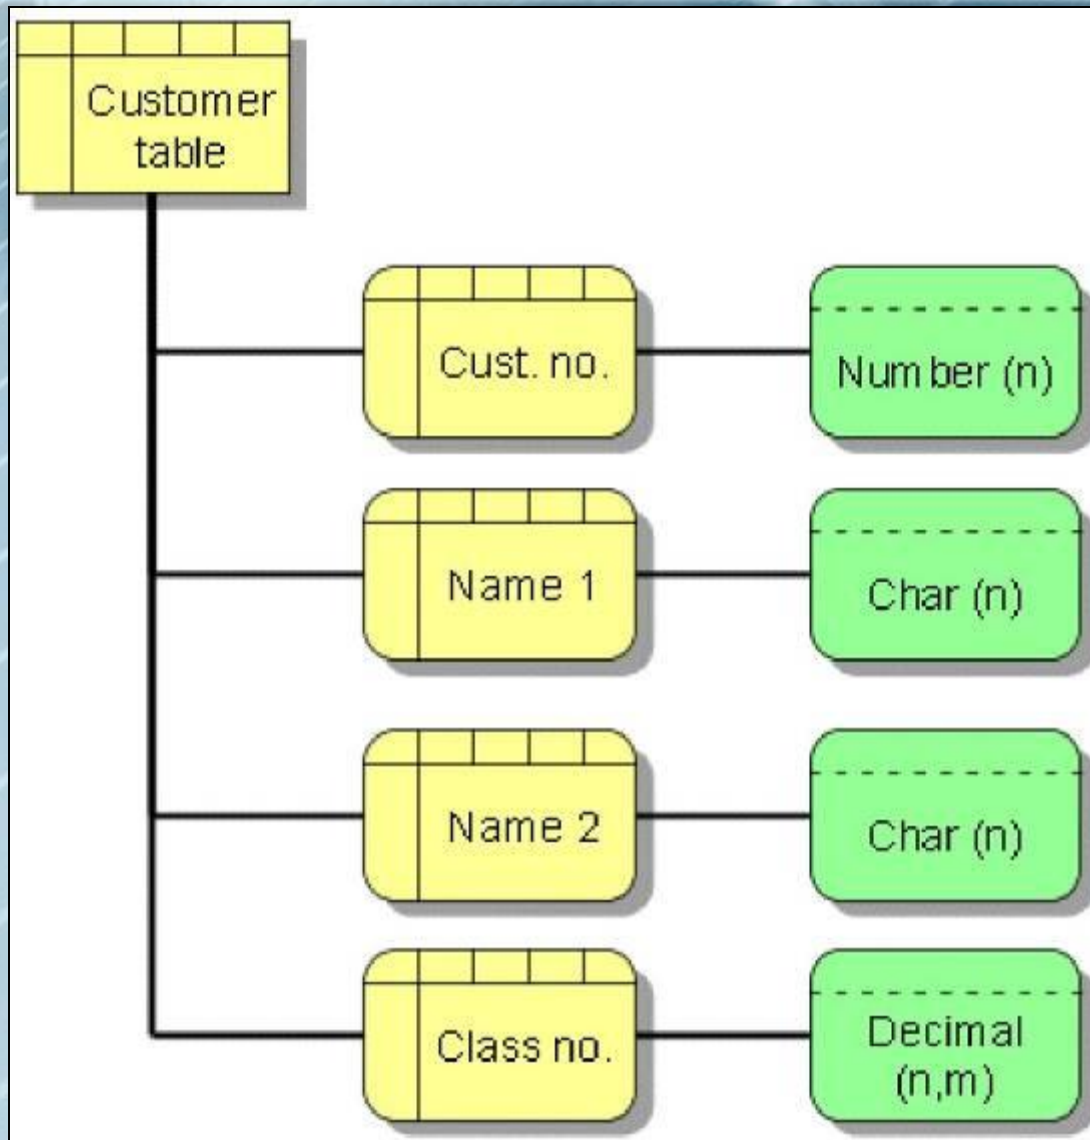 Customer
table
Cust. no.
Number (n)
Name 1
Char (n)
Name 2
Char (n)
Class no.
Decimal
(n,m)